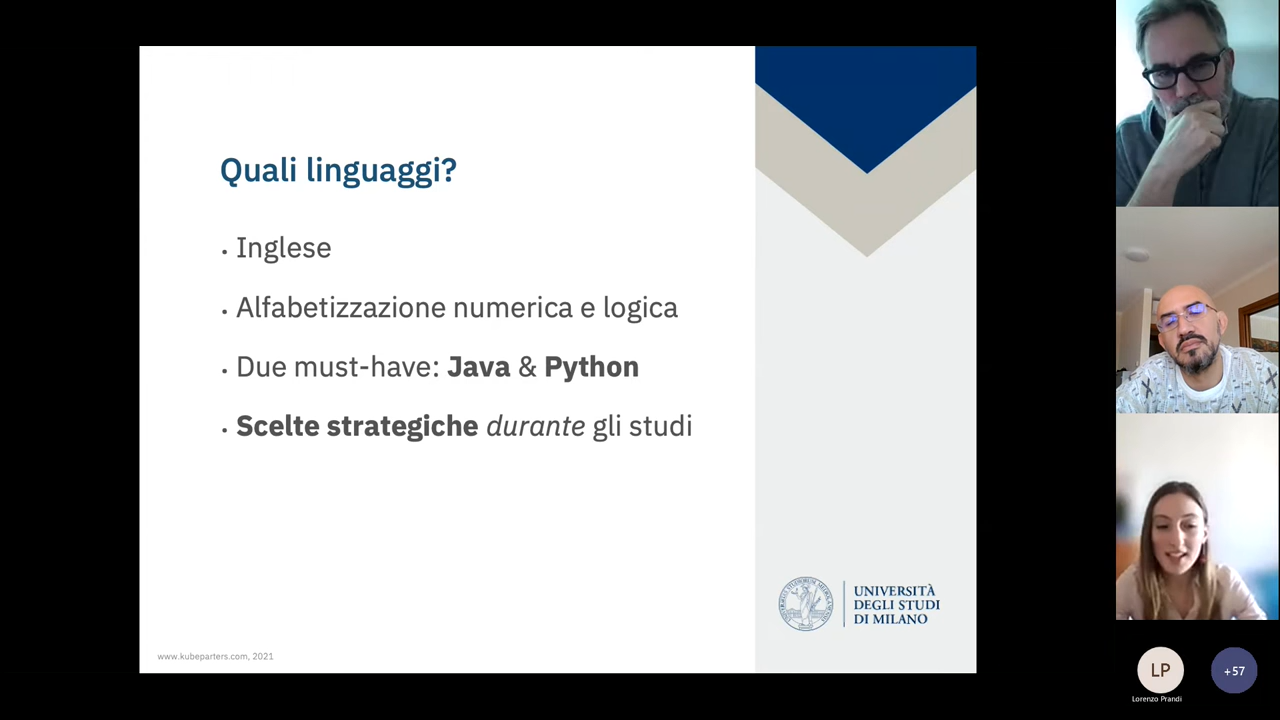 Quali linguaggi?
• Inglese
• Alfabetizzazione numerica e logica
• Due must-have: Java & Python
• Scelte strategiche durante gli studi
UNIVERSITÀ
DEGLI STUDI
DI MILANO
www.kubeparters.com, 2021
LP
+57
Lorenzo Prandi